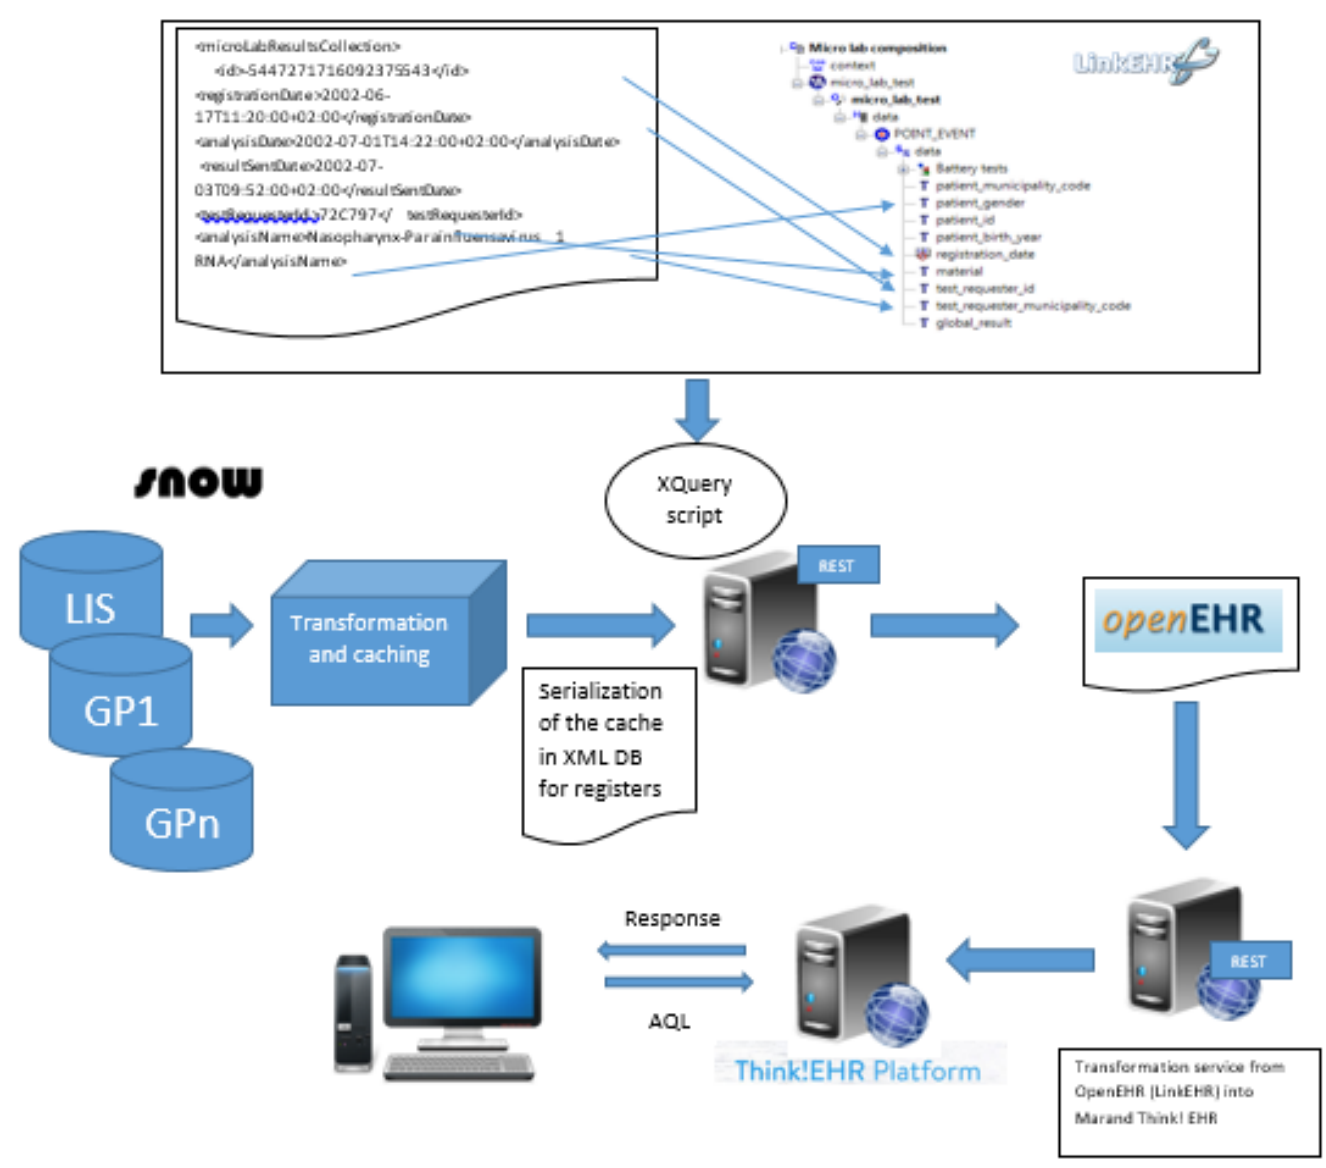 <microLabResultsCollection>
<id>-5447271716092375543</id>
<registrationDate>2002-06-
17T11:20:00+02:00</registrationDate>
<analysisDate>2002-07-01T14:22:00+02:00</analysisDate>
<resultSentDate>2002-07-
03T09:52:00+02:00</resultSentDate>
<testRequesterId.>72C797</ testRequesterId>
<analysisName>Nasopharynx-Parainfluensavirus 1
RNA</analysisName>
Micro lab composition
context
micro_lab_test
micro_lab_test
data
POINT_EVENT
data
Battery tests
patient_municipality_code
patient_gender
patient_id
patient_birth_year
registration_date
material
test_requester_id
test_requester_municipality_code
global_result
LinkEHR
XQuery
script
snow
LIS
GP1
GPn
Transformation
and caching
Serialization
of the cache
in XML DB
for registers
REST
openEHR
REST
Transformation service from
OpenEHR (LinkEHR) into
Marand Think! EHR
Response
AQL
Think!EHR Platform